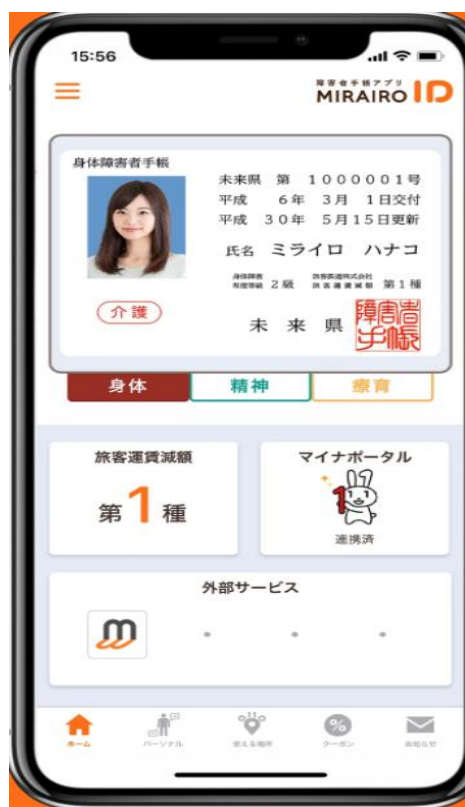 15:56
障害者手帳アプリ
MIRAIRO ID
身体障害者手帳
未来県 第 1000001号
平成 6年 3月 1日交付
平成 30年 5月15日更新
氏名 ミライロ ハナコ
身体障害
程度等級 2級 旅客鉄道株式会社
旅客運賃減額 第1種
介護
未来県 障害者手帳
身体 精神 療育
旅客運賃減額
第1種
マイナポータル
1
連携済
外部サービス
m
ホーム パーソナル 使える場所 クーポン お知らせ